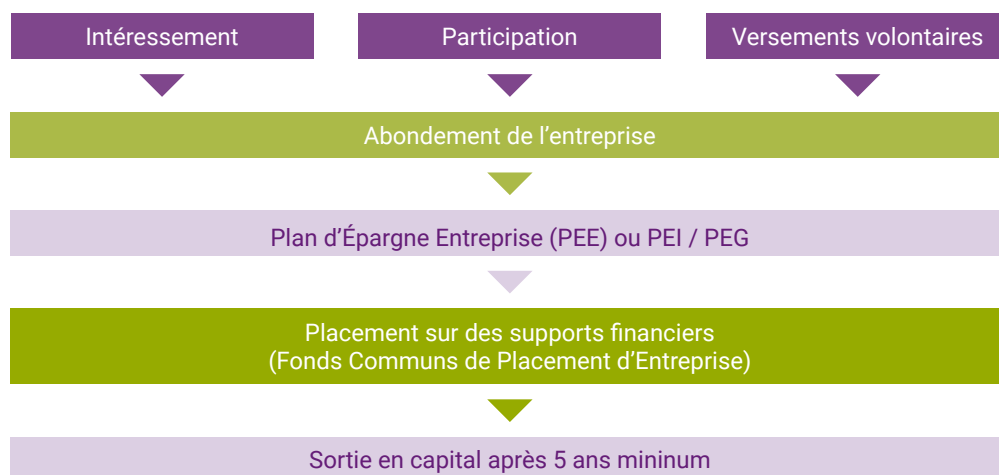 Intéressement
Participation
Versements volontaires
Abondement de l’entreprise
Plan d’Épargne Entreprise (PEE) ou PEI / PEG
Placement sur des supports financiers
(Fonds Communs de Placement d’Entreprise)
Sortie en capital après 5 ans mininum